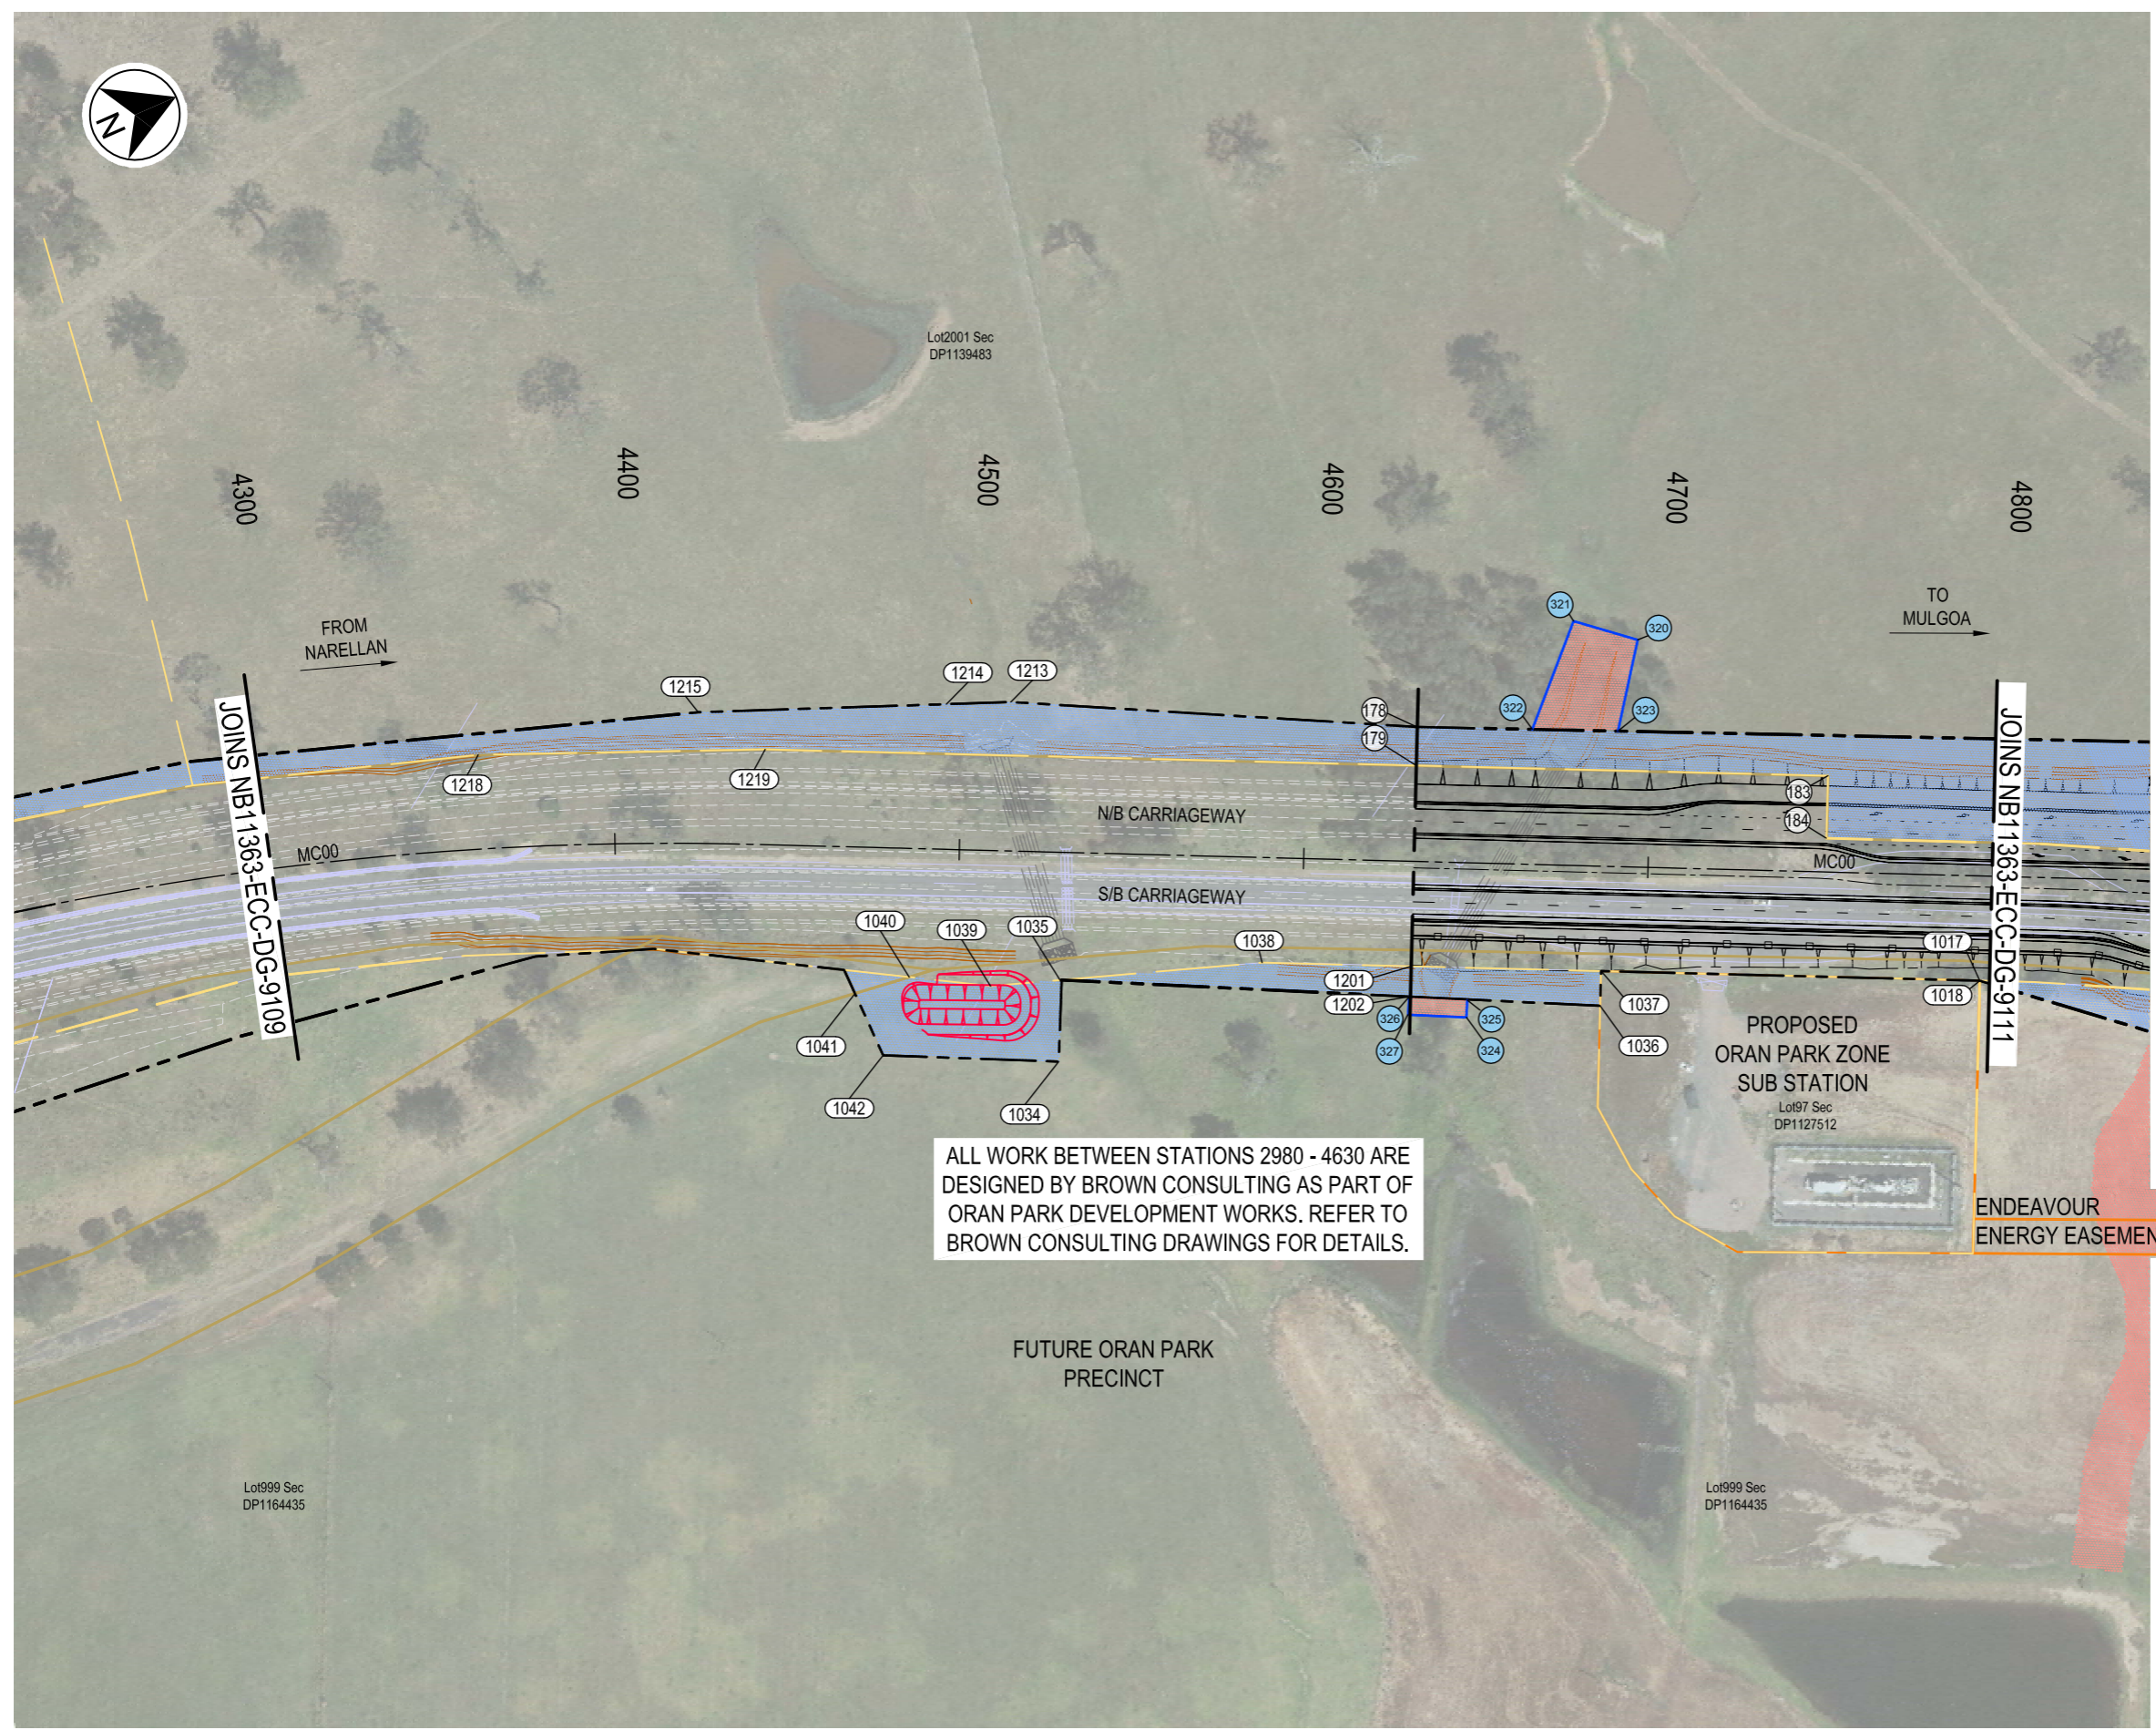 N
Lot2001 Sec
DP1139483
4300
4400
4500
4600
4700
4800
FROM
NARELLAN
TO
MULGOA
321
320
322
323
1215
1214
1213
178
179
1218
1219
183
184
JOINS NB11363-ECC-DG-9109
JOINS NB11363-ECC-DG-9111
N/B CARRIAGEWAY
MC00
MC00
S/B CARRIAGEWAY
1040
1039
1035
1038
1017
1201
1202
1037
1018
326
325
327
324
1041
1036
1042
1034
PROPOSED
ORAN PARK ZONE
SUB STATION
Lot97 Sec
DP1127512
ALL WORK BETWEEN STATIONS 2980 - 4630 ARE
DESIGNED BY BROWN CONSULTING AS PART OF
ORAN PARK DEVELOPMENT WORKS. REFER TO
BROWN CONSULTING DRAWINGS FOR DETAILS.
ENDEAVOUR
ENERGY EASEMEN
FUTURE ORAN PARK
PRECINCT
Lot999 Sec
DP1164435
Lot999 Sec
DP1164435